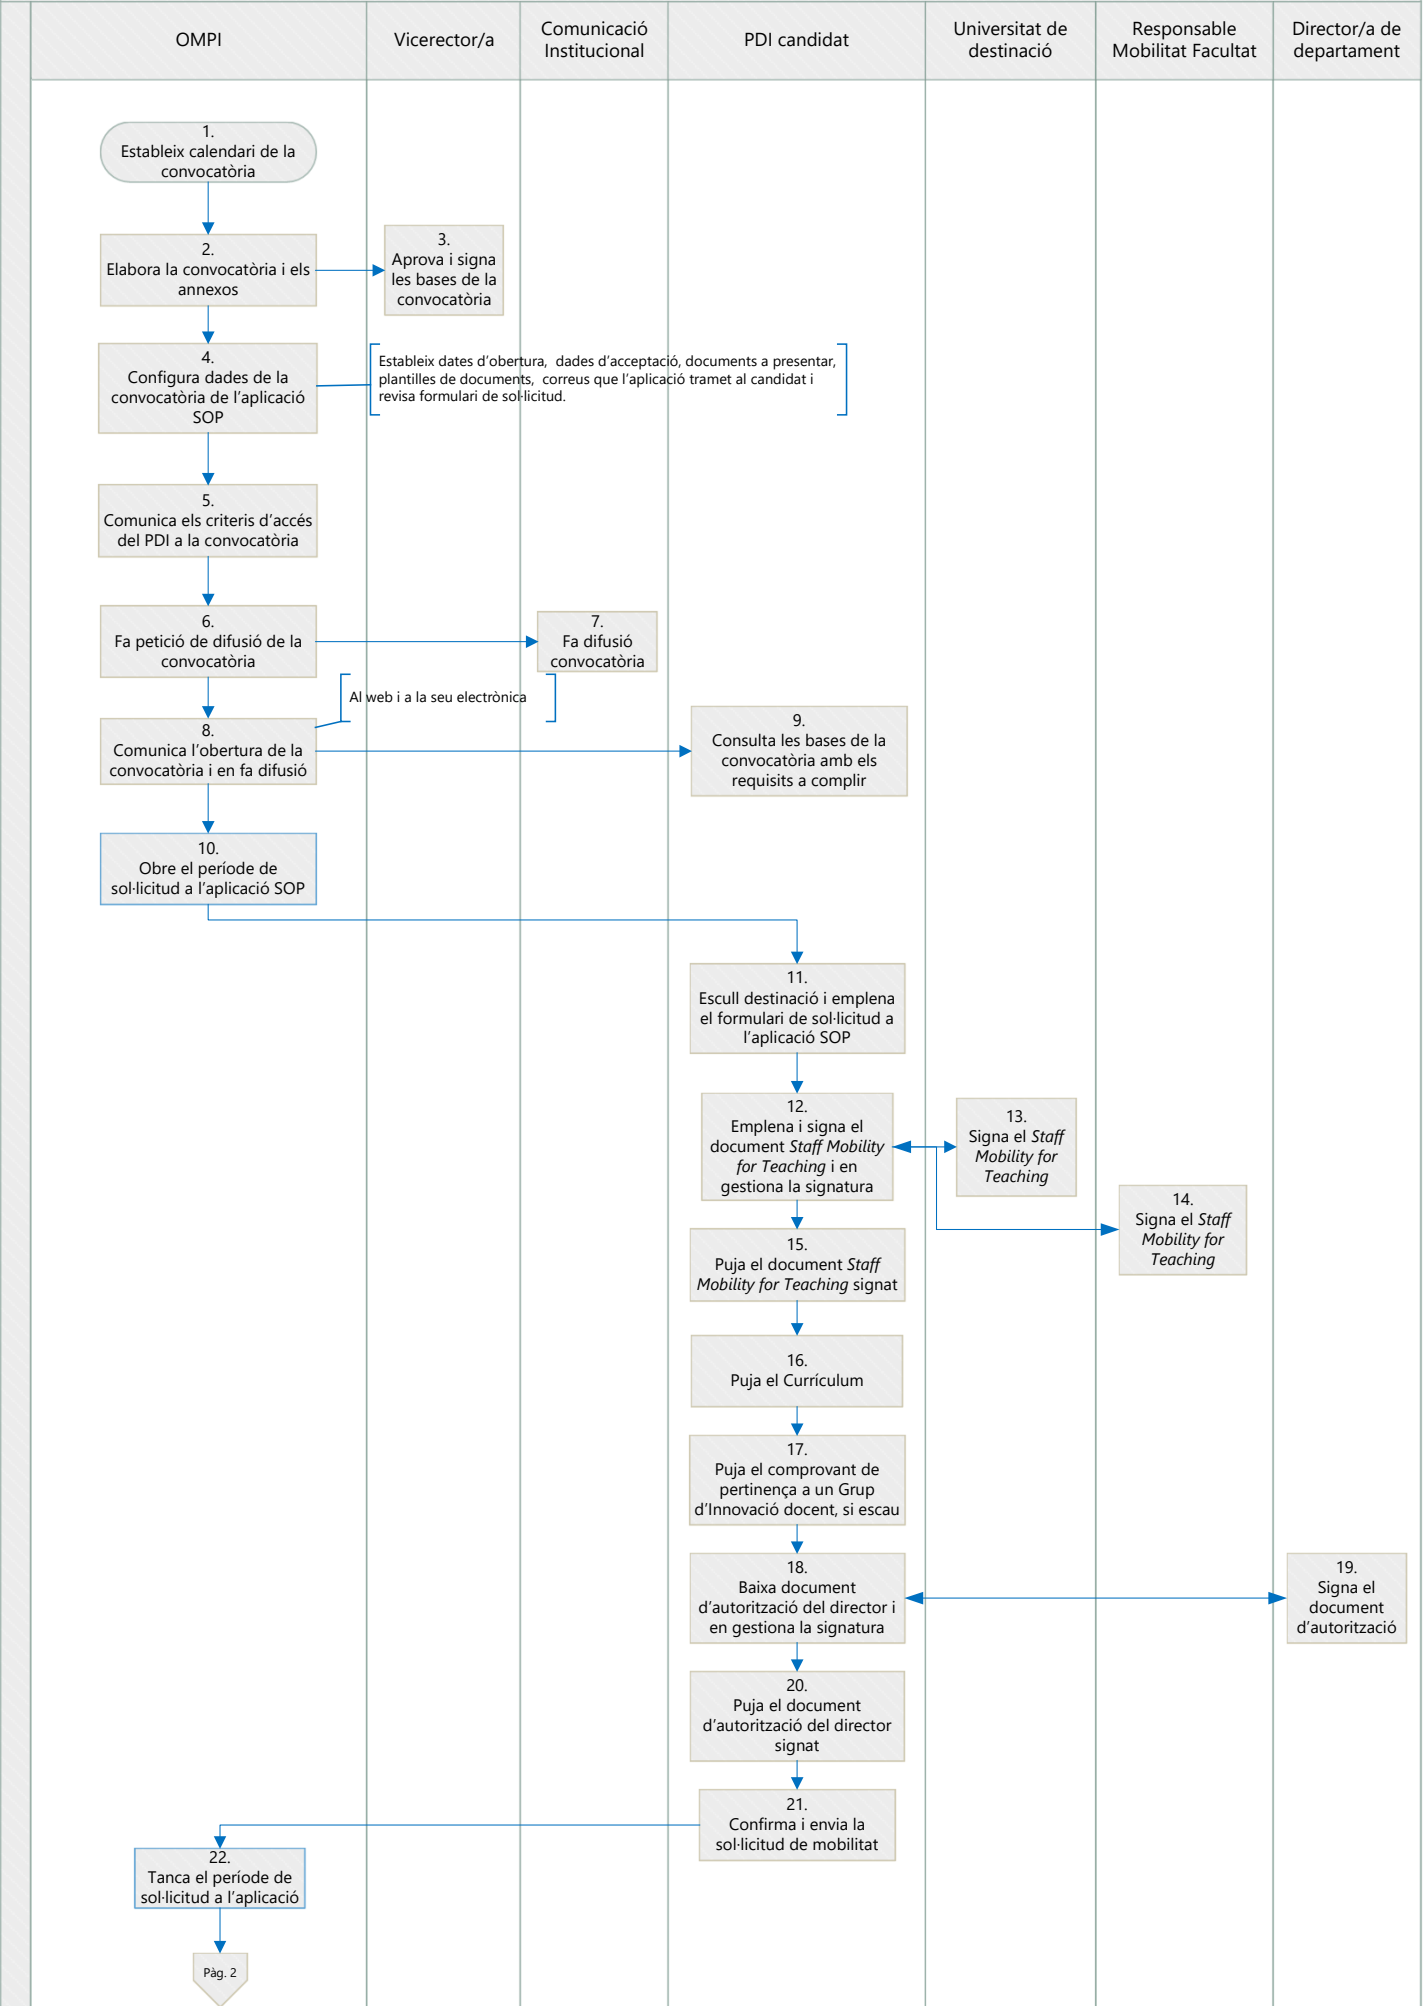 OMPI
Vicerector/a
Comunicació
Institucional
PDI candidat
Universitat de
destinació
Responsable
Mobilitat Facultat
Director/a de
departament
1.
Estableix calendari de la
convocatòria
2.
Elabora la convocatòria i els
annexos
3.
Aprova i signa
les bases de la
convocatòria
4.
Configura dades de la
convocatòria de l’aplicació
SOP
Estableix dates d’obertura,  dades d’acceptació, documents a presentar,
plantilles de documents,  correus que l’aplicació tramet al candidat i
revisa formulari de sol·licitud.
5.
Comunica els criteris d’accés
del PDI a la convocatòria
6.
Fa petició de difusió de la
convocatòria
7.
Fa difusió
convocatòria
Al web i a la seu electrònica
8.
Comunica l’obertura de la
convocatòria i en fa difusió
9.
Consulta les bases de la
convocatòria amb els
requisits a complir
10.
Obre el període de
sol·licitud a l’aplicació SOP
11.
Escull destinació i emplena
el formulari de sol·licitud a
l’aplicació SOP
12.
Emplena i signa el
document Staff Mobility
for Teaching i en
gestiona la signatura
13.
Signa el Staff
Mobility for
Teaching
14.
Signa el Staff
Mobility for
Teaching
15.
Puja el document Staff
Mobility for Teaching signat
16.
Puja el Currículum
17.
Puja el comprovant de
pertinença a un Grup
d’Innovació docent, si escau
18.
Baixa document
d’autorització del director i
en gestiona la signatura
19.
Signa el
document
d’autorització
20.
Puja el document
d’autorització del director
signat
21.
Confirma i envia la
sol·licitud de mobilitat
22.
Tanca el període de
sol·licitud a l’aplicació
Pàg. 2